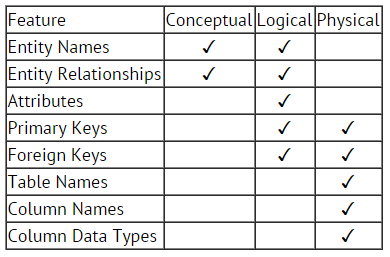 Feature Conceptual Logical Physical
Entity Names ✓ ✓
Entity Relationships ✓ ✓
Attributes ✓
Primary Keys ✓ ✓
Foreign Keys ✓ ✓
Table Names ✓
Column Names ✓
Column Data Types ✓